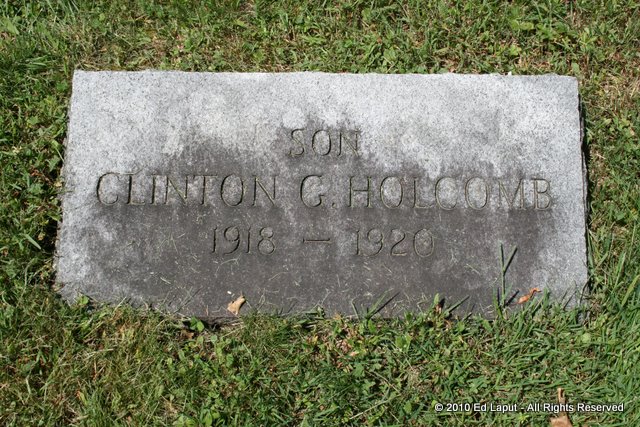 SON
CLINTON G. HOLCOMB
1918 — 1920
© 2010 Ed Laput - All Rights Reserved